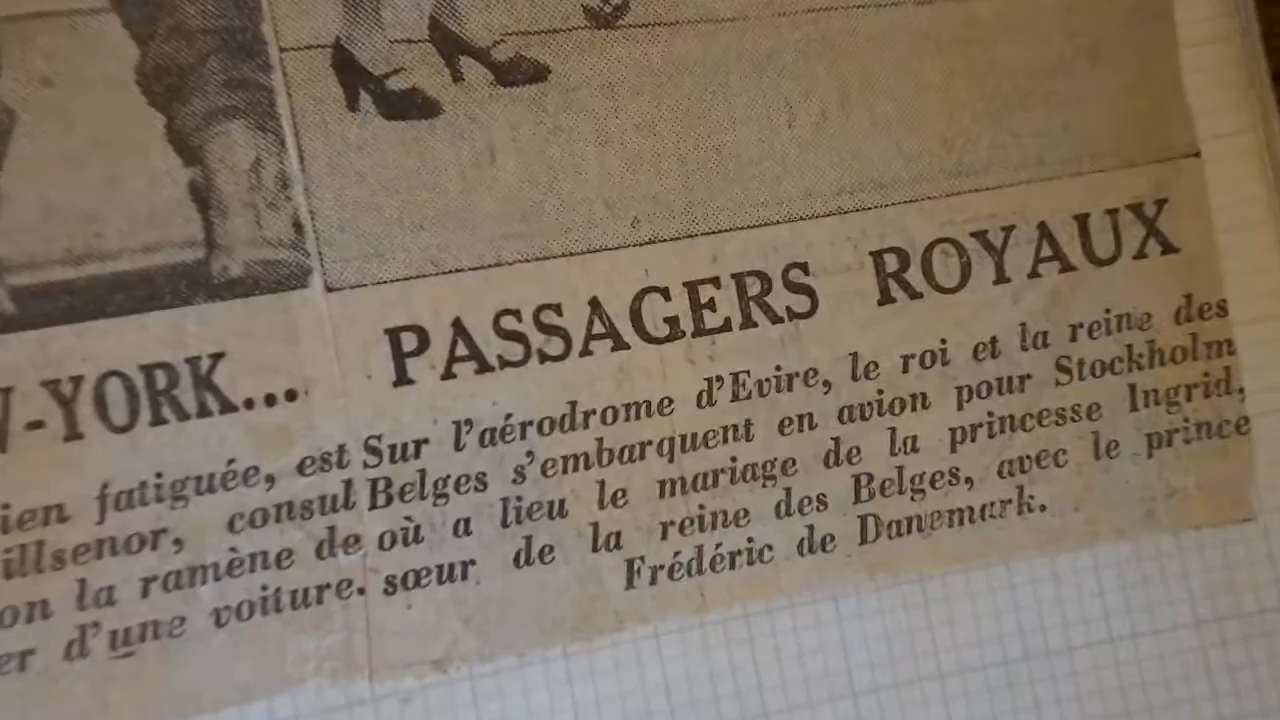 -YORK...
ien fatiguée, est
illsenor, consul
on la ramène de
er d'une voiture.
PASSAGERS ROYAUX
Sur l'aérodrome d'Evire, le roi et la reine des
Belges s'embarquent en avion pour Stockholm
où a lieu le mariage de la princesse Ingrid,
sœur de la reine des Belges, avec le prince
Frédéric de Danemark.